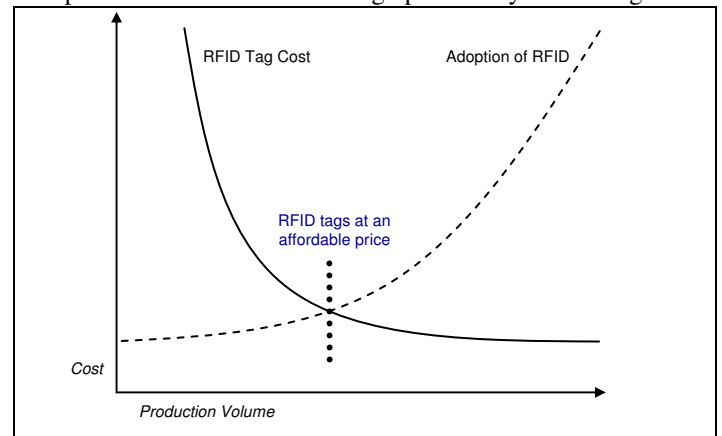 RFID Tag Cost
Adoption of RFID
RFID tags at an
affordable price
Cost
Production Volume